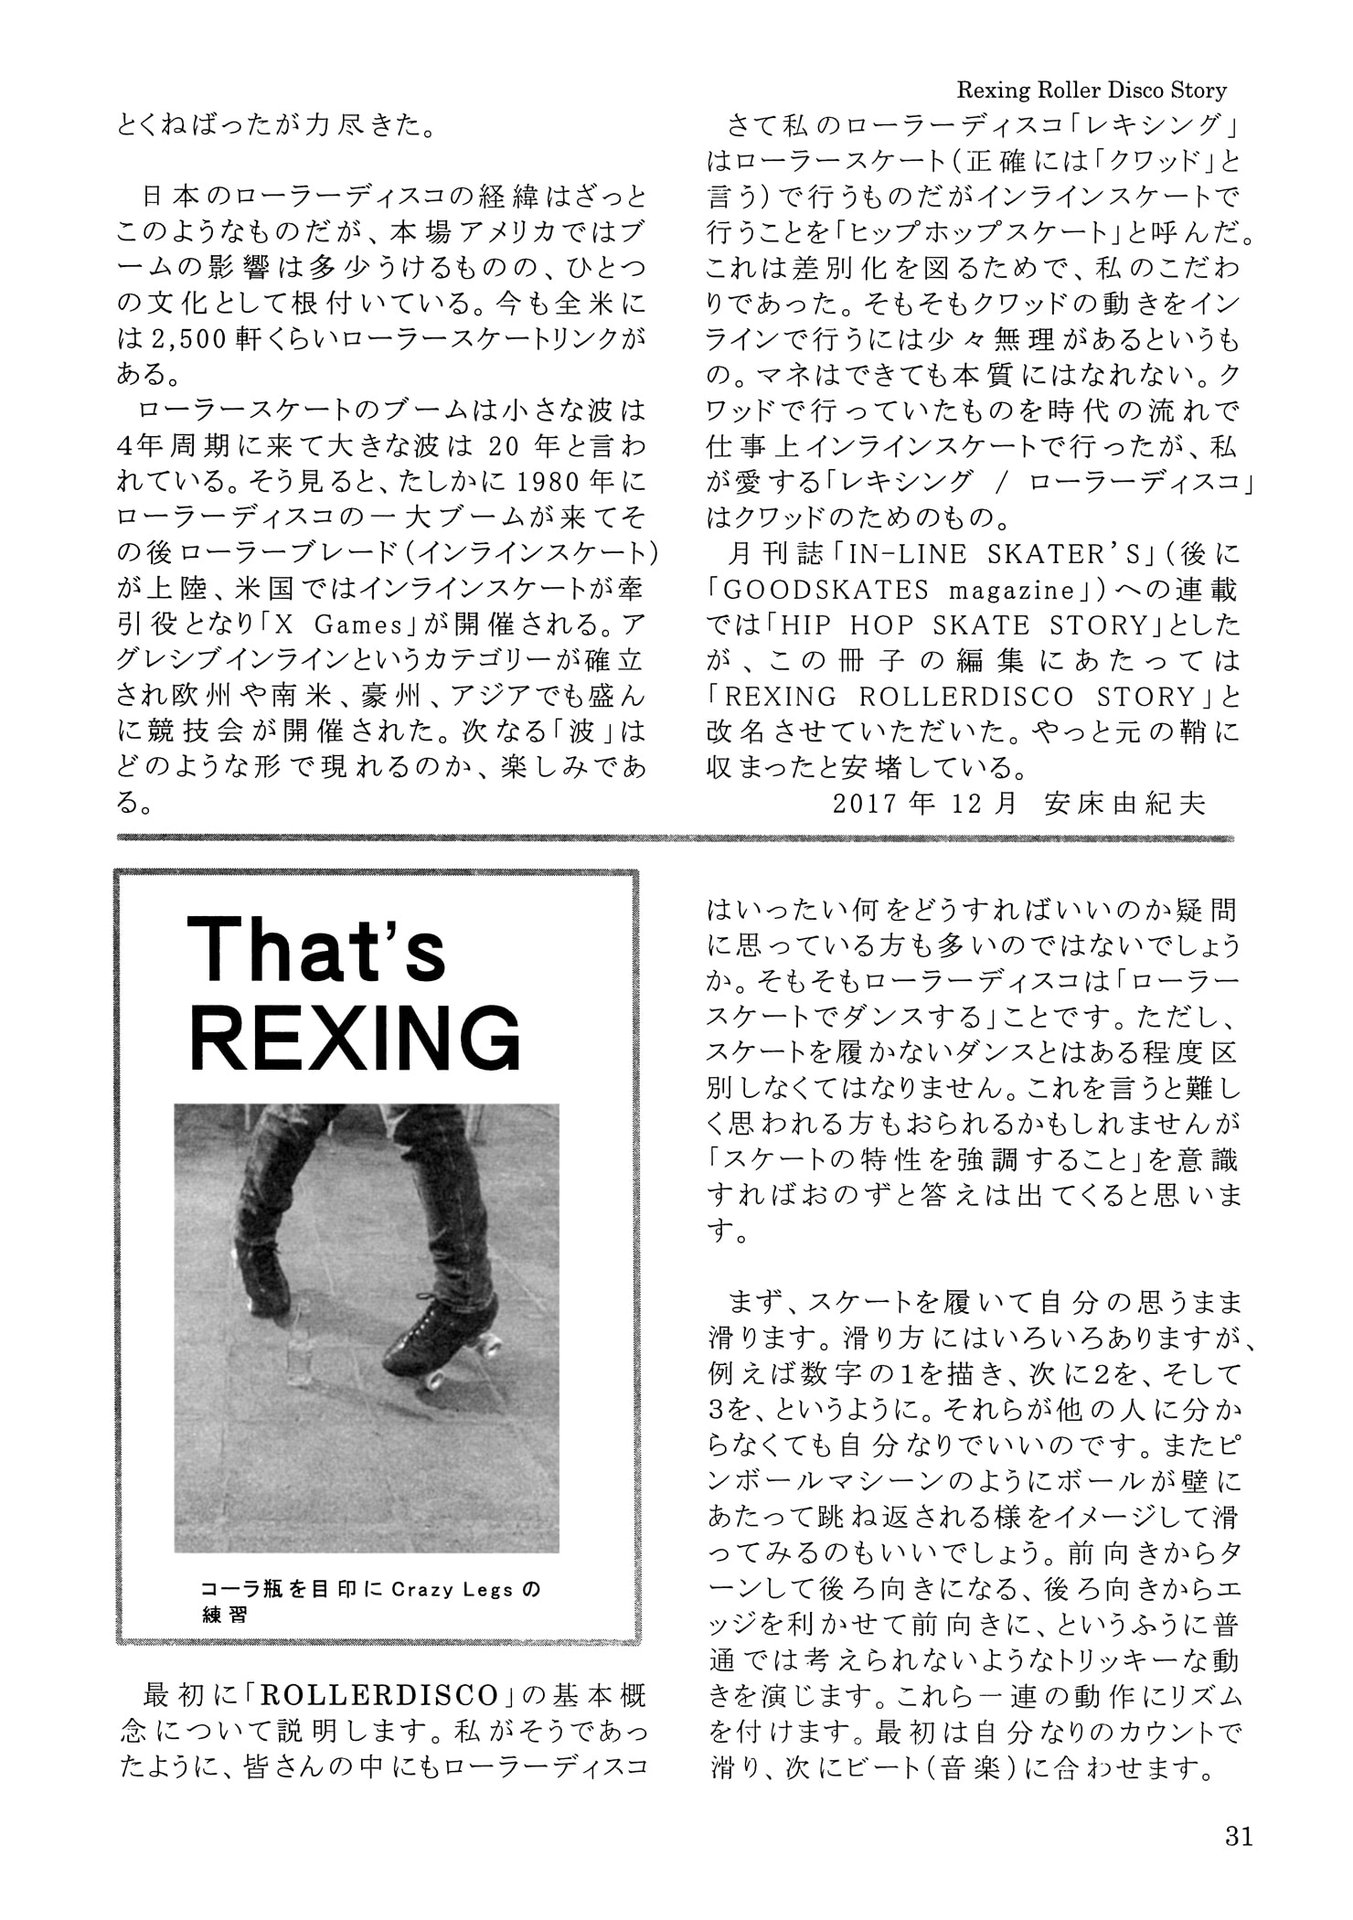 Rexing Roller Disco Story
とくねばったが力尽きた。
日本のローラーディスコの経緯はざっと
このようなものだが、本場アメリカではブ
ームの影響は多少うけるものの、ひとつ
の文化として根付いている。今も全米に
は2,500軒くらいローラースケートリンクが
ある。
ローラースケートのブームは小さな波は
4年周期に来て大きな波は 20 年と言わ
れている。そう見ると、たしかに 1980 年に
ローラーディスコの一大ブームが来てそ
の後ローラーブレード(インラインスケート)
が上陸、米国ではインラインスケートが牽
引役となり「X Games」が開催される。ア
グレシブインラインというカテゴリーが確立
され欧州や南米、豪州、アジアでも盛ん
に競技会が開催された。次なる「波」は
どのような形で現れるのか、楽しみであ
る。
さて私のローラーディスコ「レキシング」
はローラースケート(正確には「クワッド」と
言う)で行うものだがインラインスケートで
行うことを「ヒップホップスケート」と呼んだ。
これは差別化を図るためで、私のこだわ
りであった。そもそもクワッドの動きをイン
ラインで行うには少々無理があるというも
の。マネはできても本質にはなれない。ク
ワッドで行っていたものを時代の流れで
仕事上インラインスケートで行ったが、私
が愛する「レキシング / ローラーディスコ」
はクワッドのためのもの。
月刊誌「IN-LINE SKATER'S」(後に
「GOODSKATES magazine」)への連載
では「HIP HOP SKATE STORY」とした
が、この冊子の編集にあたっては
「REXING ROLLERDISCO STORY」と
改名させていただいた。やっと元の鞘に
収まったと安堵している。
2017 年 12 月 安床由紀夫
That's
REXING
コーラ瓶を目印に Crazy Legs の
練習
最初に「ROLLERDISCO」の基本概
念について説明します。私がそうであっ
たように、皆さんの中にもローラーディスコ
はいったい何をどうすればいいのか疑問
に思っている方も多いのではないでしょう
か。そもそもローラーディスコは「ローラー
スケートでダンスする」ことです。ただし、
スケートを履かないダンスとはある程度区
別しなくてはなりません。これを言うと難し
く思われる方もおられるかもしれませんが
「スケートの特性を強調すること」を意識
すればおのずと答えは出てくると思いま
す。
まず、スケートを履いて自分の思うまま
滑ります。滑り方にはいろいろありますが、
例えば数字の1を描き、次に2を、そして
3を、というように。それらが他の人に分か
らなくても自分なりでいいのです。またピ
ンボールマシーンのようにボールが壁に
あたって跳ね返される様をイメージして滑
ってみるのもいいでしょう。前向きからタ
ーンして後ろ向きになる、後ろ向きからエ
ッジを利かせて前向きに、というふうに普
通では考えられないようなトリッキーな動
きを演じます。これら一連の動作にリズム
を付けます。最初は自分なりのカウントで
滑り、次にビート(音楽)に合わせます。
31